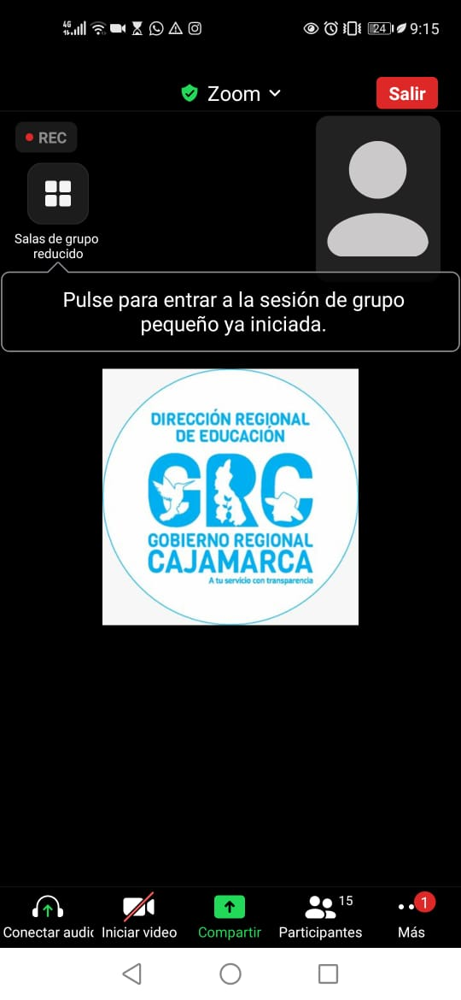 4G
24
9:15
Zoom
Salir
REC
Salas de grupo
reducido
Pulse para entrar a la sesión de grupo
pequeño ya iniciada.
DIRECCIÓN REGIONAL
DE EDUCACIÓN
GRC
GOBIERNO REGIONAL
CAJAMARCA
A tu servicio con transparencia
15
1
Conectar audio
Iniciar video
Compartir
Participantes
Más